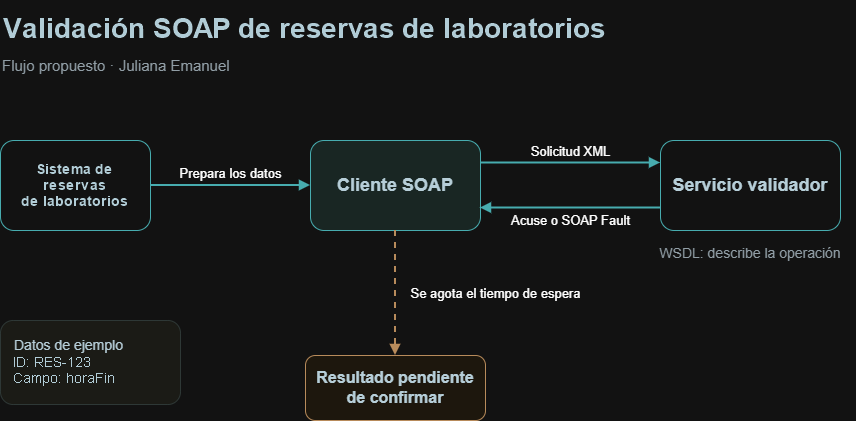 Validación SOAP de reservas de laboratorios
Flujo propuesto · Juliana Emanuel
Sistema de
reservas
de laboratorios
Prepara los datos
Cliente SOAP
Solicitud XML
Acuse o SOAP Fault
Servicio validador
WSDL: describe la operación
Se agota el tiempo de espera
Datos de ejemplo
ID: RES-123
Campo: horaFin
Resultado pendiente
de confirmar